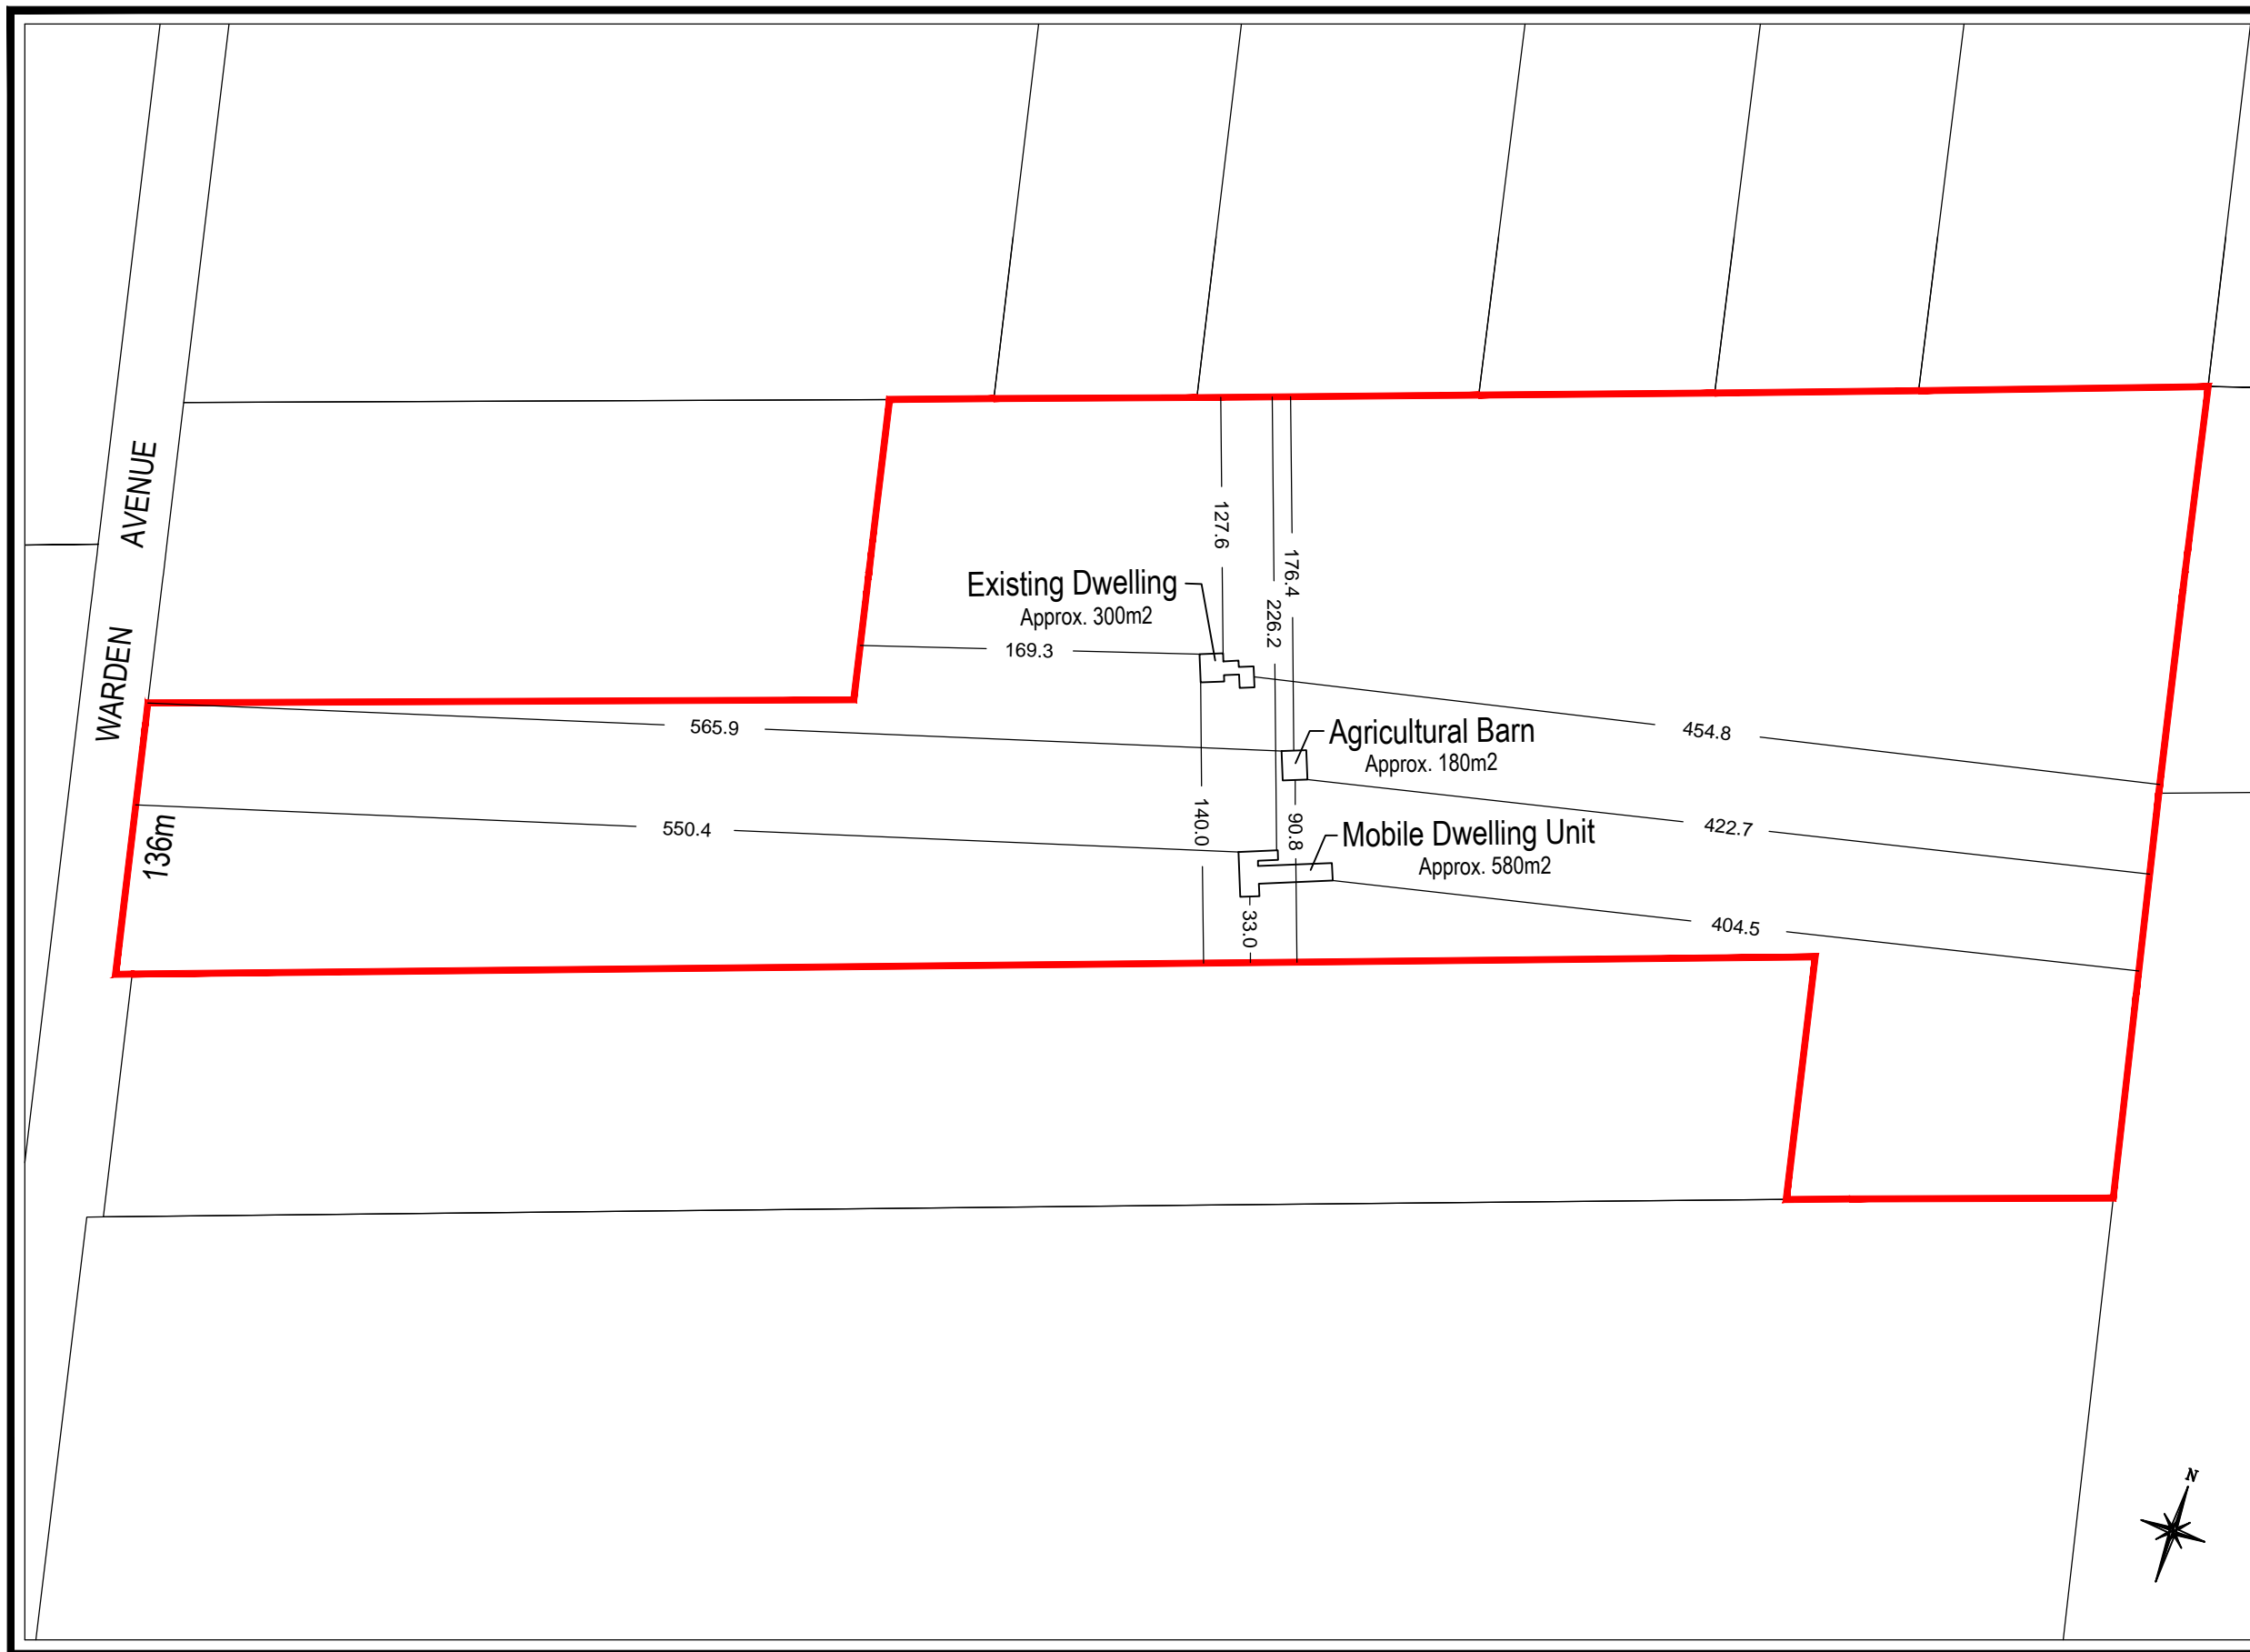 WARDEN AVENUE
136m
127.6
176.4
226.2
Existing Dwelling
Approx. 300m2
169.3
565.9
454.8
Agricultural Barn
Approx. 180m2
550.4
140.0
90.8
422.7
Mobile Dwelling Unit
Approx. 580m2
33.0
404.5
N